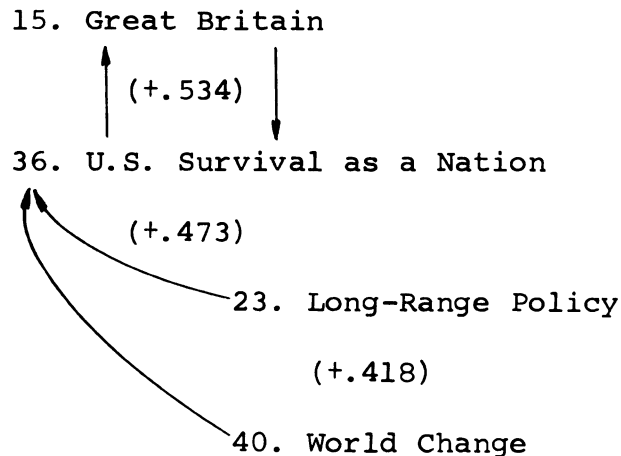 15. Great Britain
(+.534)
36. U.S. Survival as a Nation
(+.473)
23. Long-Range Policy
(+.418)
40. World Change